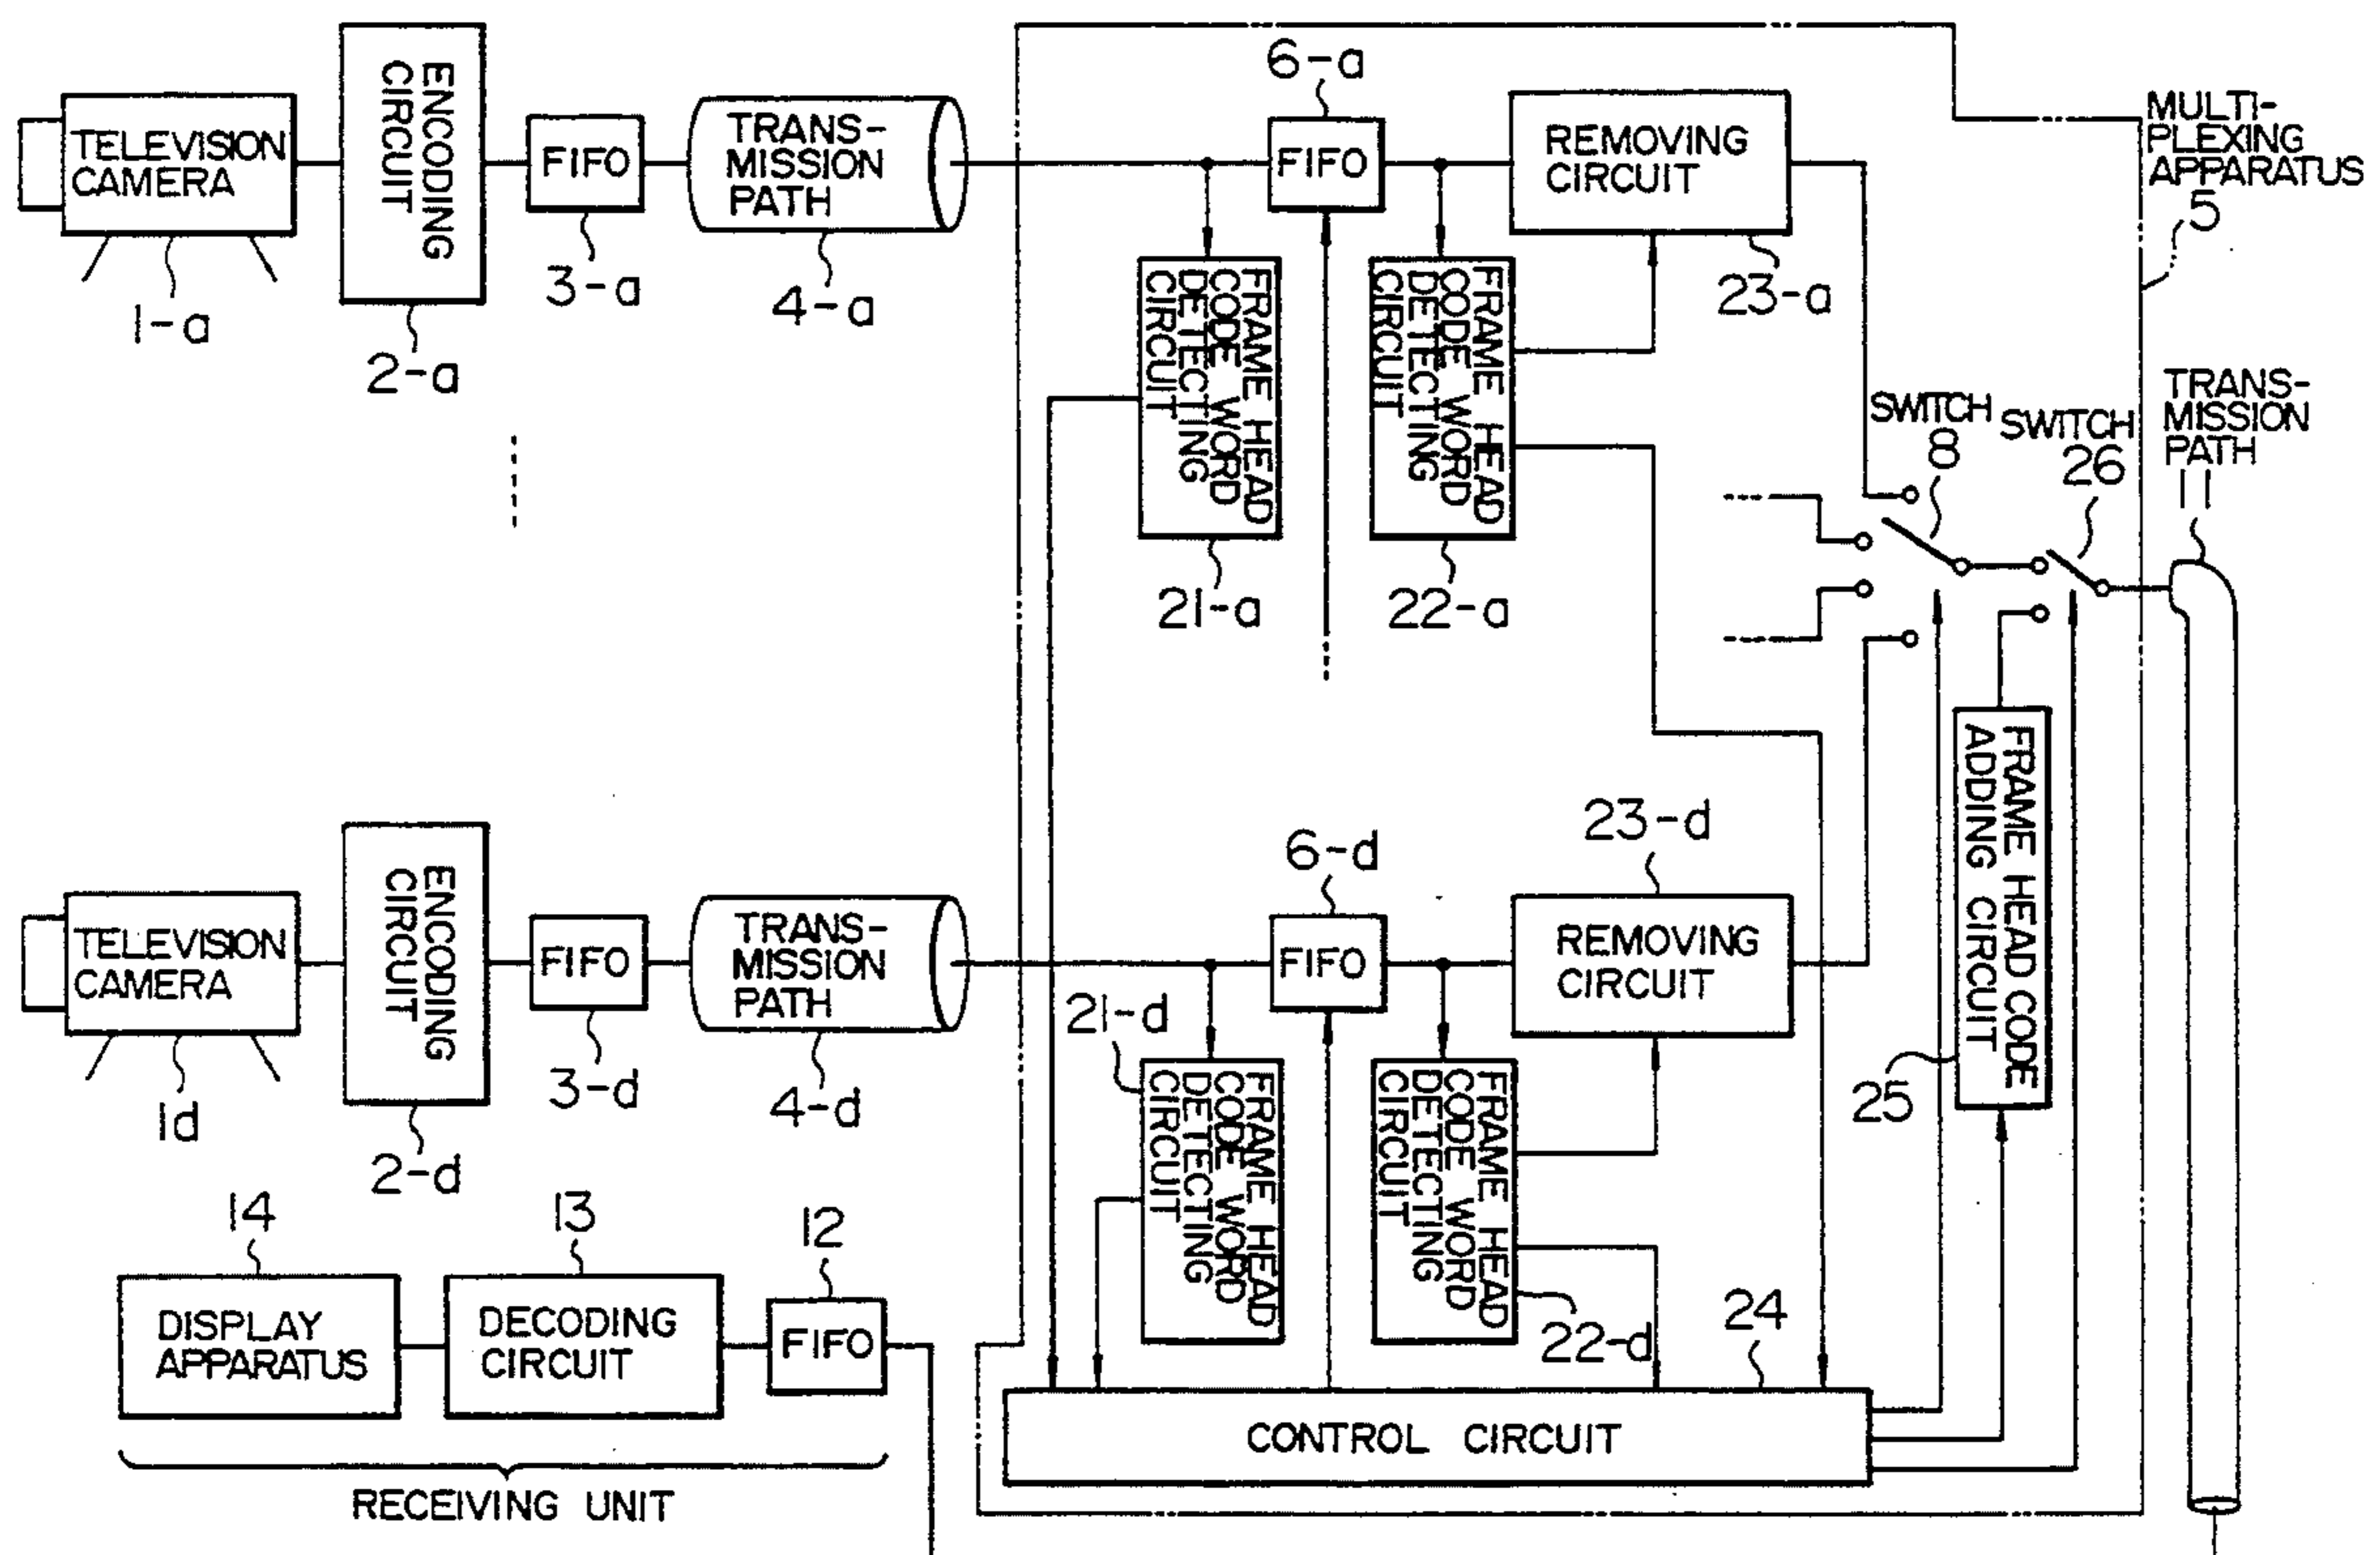 TELEVISION
CAMERA
1-a
ENCODING
CIRCUIT
2-a
FIFO
3-a
TRANS-
MISSION
PATH
4-a
6-a
FIFO
REMOVING
CIRCUIT
23-a
FRAME HEAD
CODE WORD
DETECTING
CIRCUIT
21-a
FRAME HEAD
CODE WORD
DETECTING
CIRCUIT
22-a
MULTI-
PLEXING
APPARATUS
5
SWITCH
8
SWITCH
26
TRANS-
MISSION
PATH
11
TELEVISION
CAMERA
1d
ENCODING
CIRCUIT
2-d
FIFO
3-d
TRANS-
MISSION
PATH
4-d
6-d
FIFO
23-d
REMOVING
CIRCUIT
21-d
FRAME HEAD
CODE WORD
DETECTING
CIRCUIT
FRAME HEAD
CODE WORD
DETECTING
CIRCUIT
22-d
FRAME HEAD CODE
ADDING CIRCUIT
25
24
CONTROL CIRCUIT
14
DISPLAY
APPARATUS
13
DECODING
CIRCUIT
12
FIFO
RECEIVING UNIT